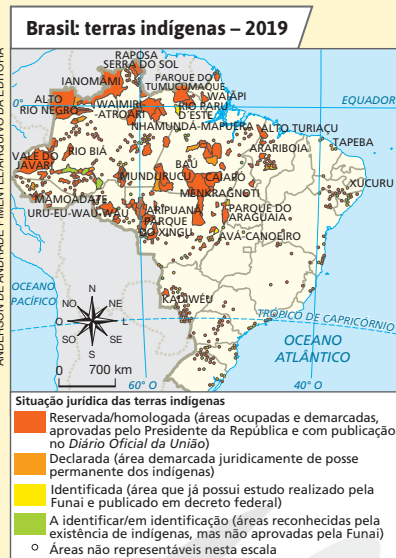 Brasil: terras indígenas – 2019
RAPOSA
SERRA DO SOL
IANOMÂMI
PARQUE DO
TUMUCUMAQUE
ALTO
RIO NEGRO
WAIMIRI
ATROARI
WAIÁPI
RIO PARU
D'ESTE
0°
EQUADOR
NHAMUNDÁ-MAPUERA
ALTO TURIAÇU
VALE DO
JAVARI
RIO BIÁ
ARARIBOIA
TAPEBA
BAÚ
MUNDURUCU
CAIAPÓ
MENKRAGNOTI
XUCURU
MAMOADATE
URU-EU-WAU-WAU
ARIPUANÃ
PARQUE
DO XINGU
PARQUE DO
ARAGUAIA
AVÁ-CANOEIRO
OCEANO
PACÍFICO
KADIWÉU
TRÓPICO DE CAPRICÓRNIO
OCEANO
ATLÂNTICO
N
NO
NE
O
L
SO
SE
S
0
700 km
60° O
40° O
Situação jurídica das terras indígenas
Reservada/homologada (áreas ocupadas e demarcadas,
aprovadas pelo Presidente da República e com publicação
no Diário Oficial da União)
Declarada (área demarcada juridicamente de posse
permanente dos indígenas)
Identificada (área que já possui estudo realizado pela
Funai e publicado em decreto federal)
A identificar/em identificação (áreas reconhecidas pela
existência de indígenas, mas não aprovadas pela Funai)
Áreas não representáveis nesta escala